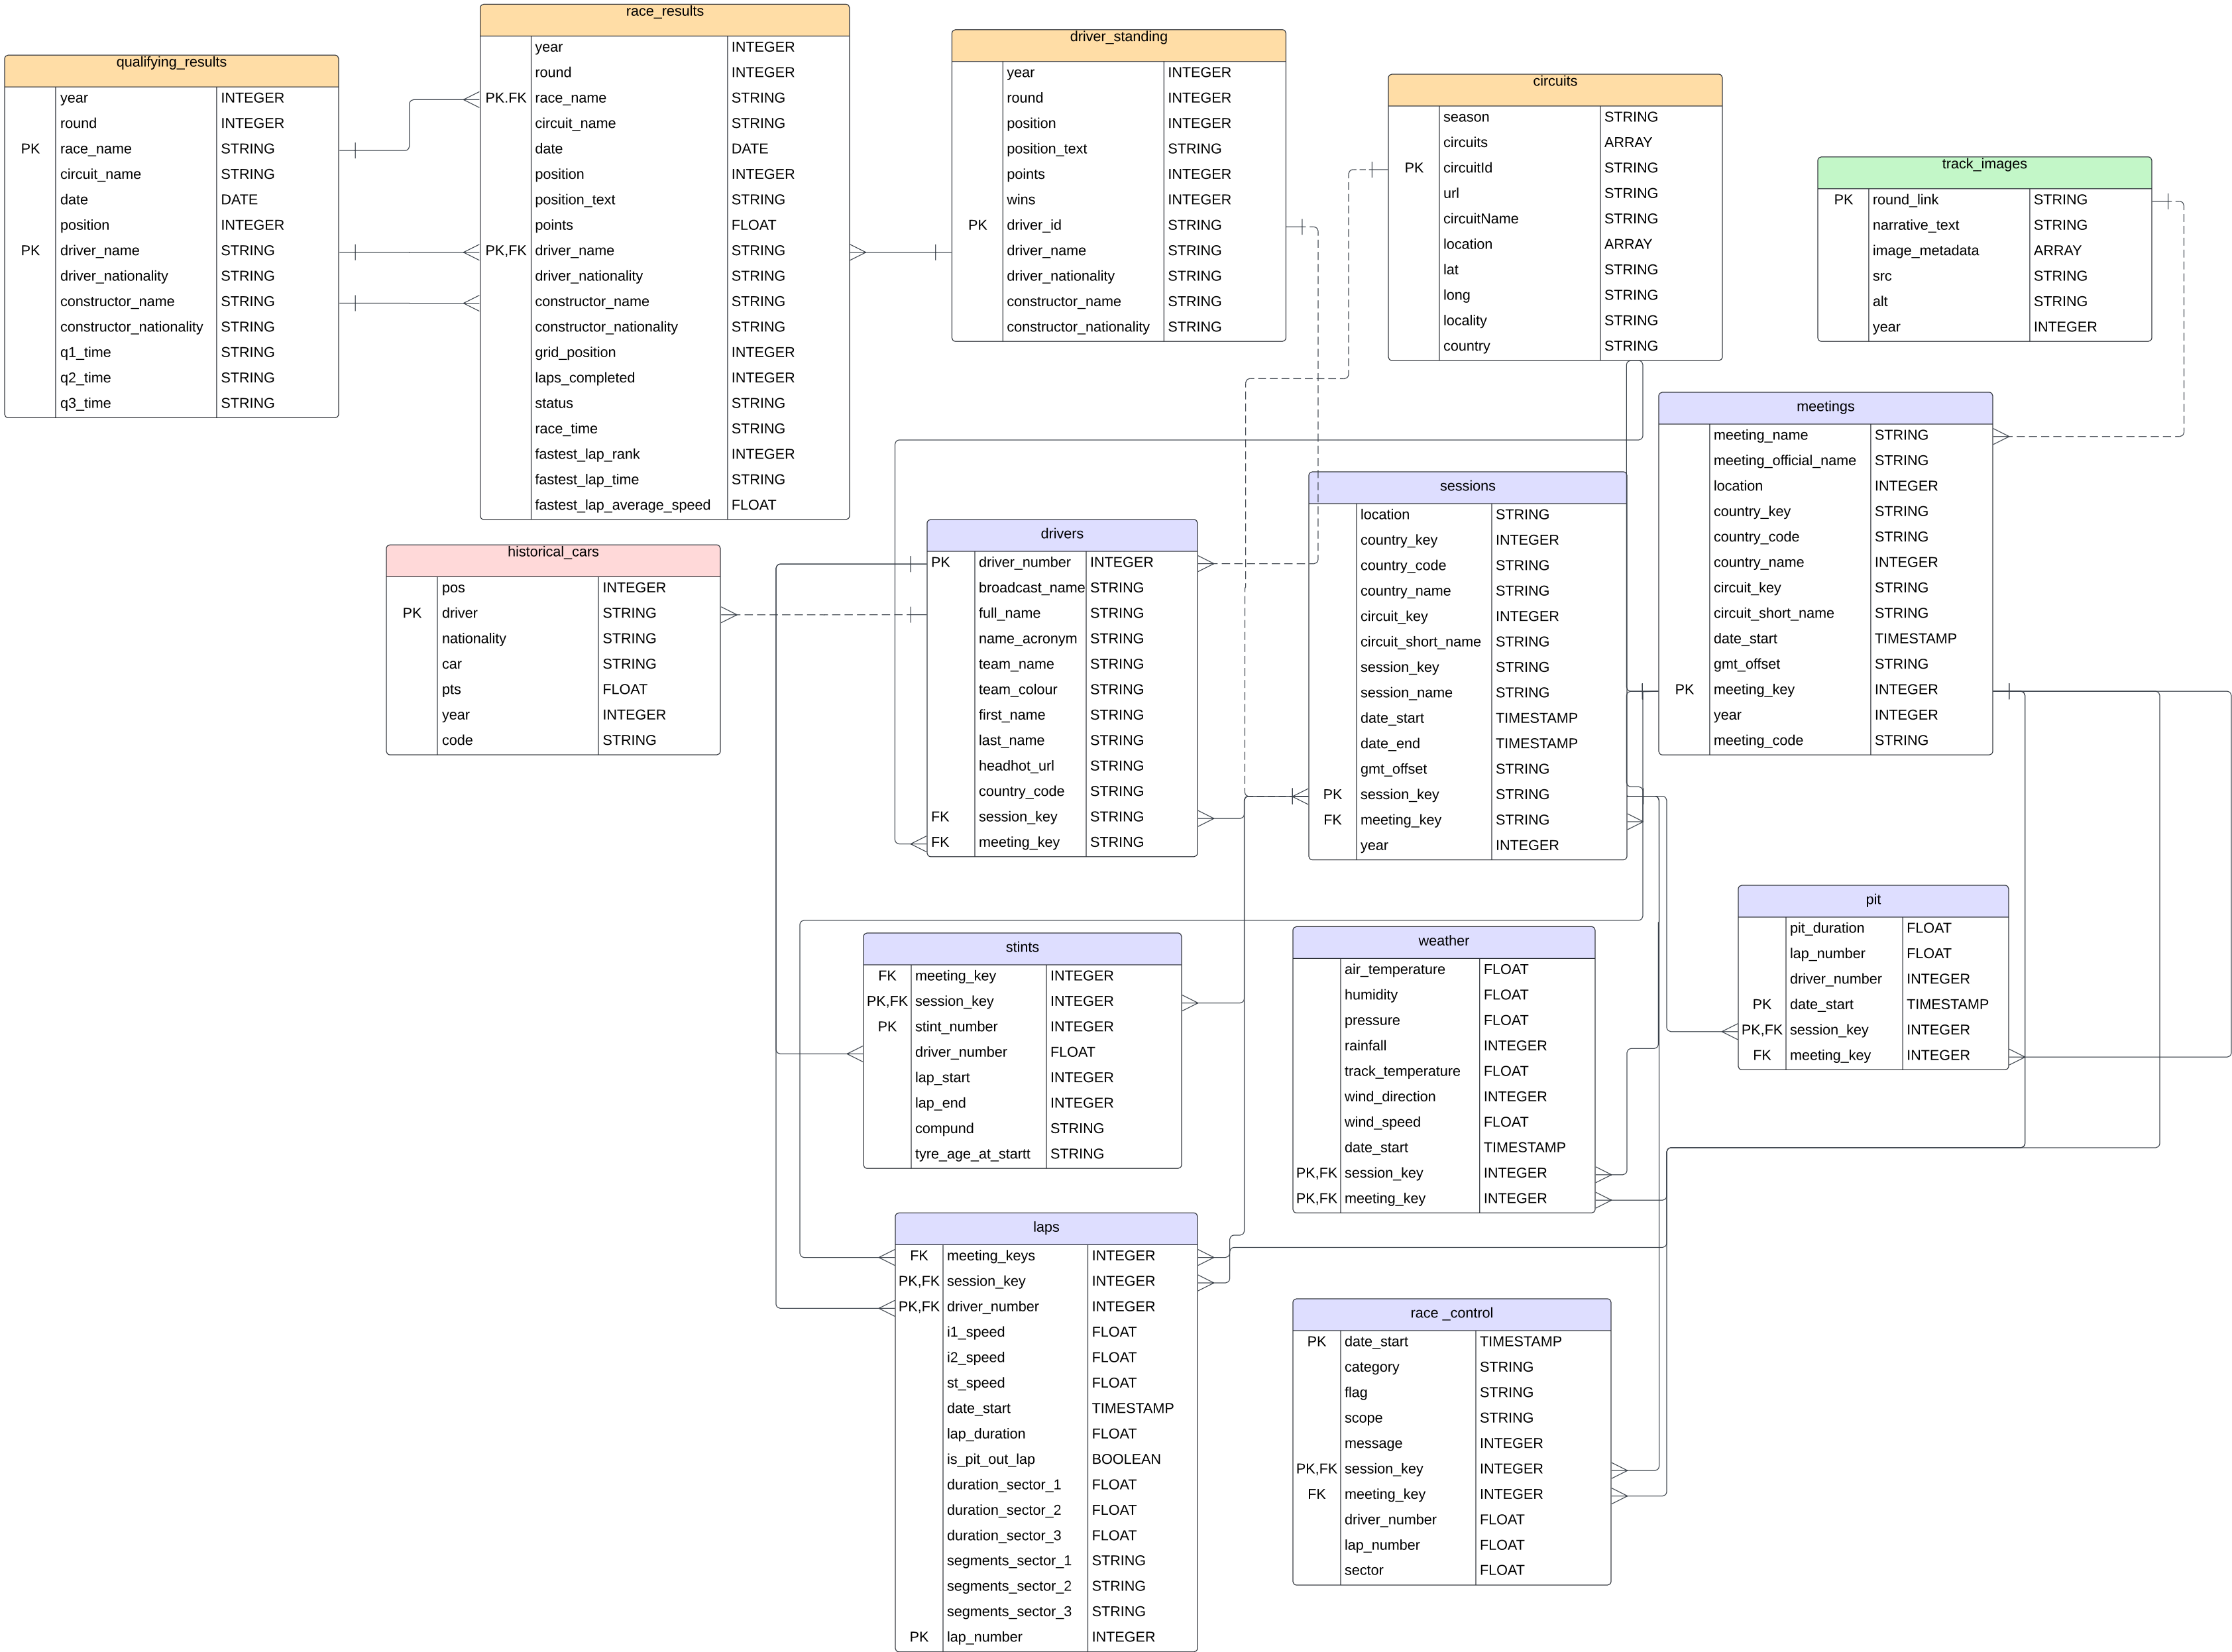 race_results
year INTEGER
round INTEGER
PK.FK race_name STRING
circuit_name STRING
date DATE
position INTEGER
position_text STRING
points FLOAT
PK,FK driver_name STRING
driver_nationality STRING
constructor_name STRING
constructor_nationality STRING
grid_position INTEGER
laps_completed INTEGER
status STRING
race_time STRING
fastest_lap_rank INTEGER
fastest_lap_time STRING
fastest_lap_average_speed FLOAT
qualifying_results
year INTEGER
round INTEGER
PK race_name STRING
circuit_name STRING
date DATE
position INTEGER
PK driver_name STRING
driver_nationality STRING
constructor_name STRING
constructor_nationality STRING
q1_time STRING
q2_time STRING
q3_time STRING
driver_standing
year INTEGER
round INTEGER
position INTEGER
position_text STRING
points INTEGER
wins INTEGER
PK driver_id STRING
driver_name STRING
driver_nationality STRING
constructor_name STRING
constructor_nationality STRING
circuits
season STRING
circuits ARRAY
PK circuitId STRING
url STRING
circuitName STRING
location ARRAY
lat STRING
long STRING
locality STRING
country STRING
track_images
PK round_link STRING
narrative_text STRING
image_metadata ARRAY
src STRING
alt STRING
year INTEGER
meetings
meeting_name STRING
meeting_official_name STRING
location INTEGER
country_key STRING
country_code STRING
country_name INTEGER
circuit_key STRING
circuit_short_name STRING
date_start TIMESTAMP
gmt_offset STRING
PK meeting_key INTEGER
year INTEGER
meeting_code STRING
sessions
location STRING
country_key INTEGER
country_code STRING
country_name STRING
circuit_key INTEGER
circuit_short_name STRING
session_key STRING
session_name STRING
date_start TIMESTAMP
date_end TIMESTAMP
gmt_offset STRING
PK session_key STRING
FK meeting_key STRING
year INTEGER
drivers
PK driver_number INTEGER
broadcast_name STRING
full_name STRING
name_acronym STRING
team_name STRING
team_colour STRING
first_name STRING
last_name STRING
headhot_url STRING
country_code STRING
FK session_key STRING
FK meeting_key STRING
historical_cars
pos INTEGER
PK driver STRING
nationality STRING
car STRING
pts FLOAT
year INTEGER
code STRING
pit
pit_duration FLOAT
lap_number FLOAT
driver_number INTEGER
PK date_start TIMESTAMP
PK,FK session_key INTEGER
FK meeting_key INTEGER
stints
FK meeting_key INTEGER
PK,FK session_key INTEGER
PK stint_number INTEGER
driver_number FLOAT
lap_start INTEGER
lap_end INTEGER
compund STRING
tyre_age_at_startt STRING
weather
air_temperature FLOAT
humidity FLOAT
pressure FLOAT
rainfall INTEGER
track_temperature FLOAT
wind_direction INTEGER
wind_speed FLOAT
date_start TIMESTAMP
PK,FK session_key INTEGER
PK,FK meeting_key INTEGER
laps
FK meeting_keys INTEGER
PK,FK session_key INTEGER
PK,FK driver_number INTEGER
i1_speed FLOAT
i2_speed FLOAT
st_speed FLOAT
date_start TIMESTAMP
lap_duration FLOAT
is_pit_out_lap BOOLEAN
duration_sector_1 FLOAT
duration_sector_2 FLOAT
duration_sector_3 FLOAT
segments_sector_1 STRING
segments_sector_2 STRING
segments_sector_3 STRING
PK lap_number INTEGER
race _control
PK date_start TIMESTAMP
category STRING
flag STRING
scope STRING
message INTEGER
PK,FK session_key INTEGER
FK meeting_key INTEGER
driver_number FLOAT
lap_number FLOAT
sector FLOAT